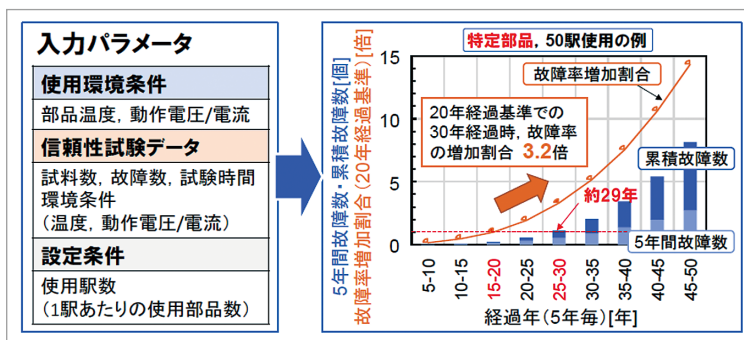 入力パラメータ
使用環境条件
部品温度, 動作電圧/電流
信頼性試験データ
試料数, 故障数, 試験時間
環境条件
（温度, 動作電圧/電流）
設定条件
使用駅数
（1駅あたりの使用部品数）
特定部品, 50駅使用の例
5年間故障数・累積故障数[個]
故障率増加割合（20年経過基準）[倍]
15
10
5
0
故障率増加割合
20年経過基準での
30年経過時, 故障率
の増加割合 3.2倍
約29年
累積故障数
5年間故障数
5-10
10-15
15-20
20-25
25-30
30-35
35-40
40-45
45-50
経過年（5年毎）[年]